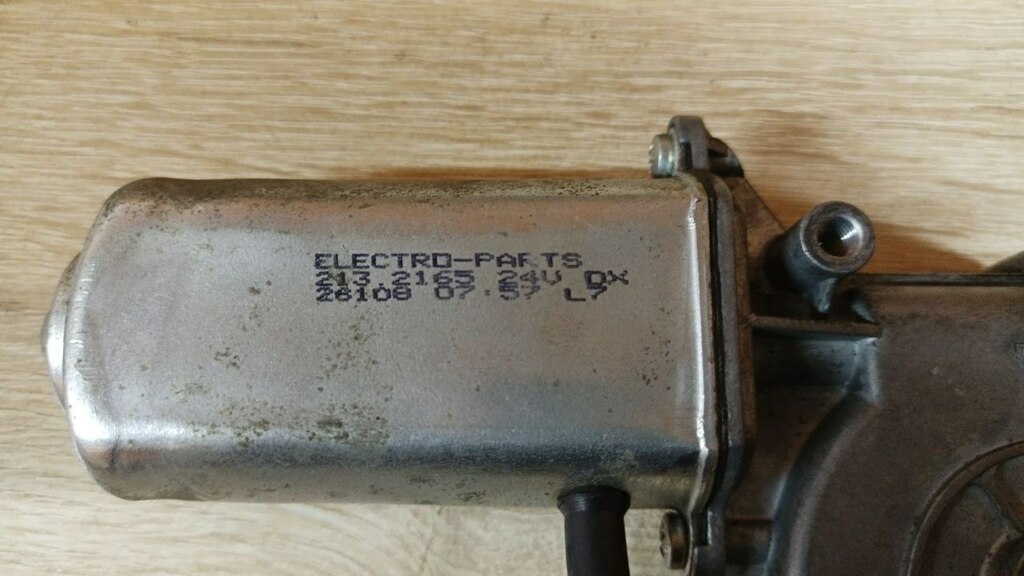 ELECTRO-PARTS
213.2165 24V DX
26108 07:57 L7